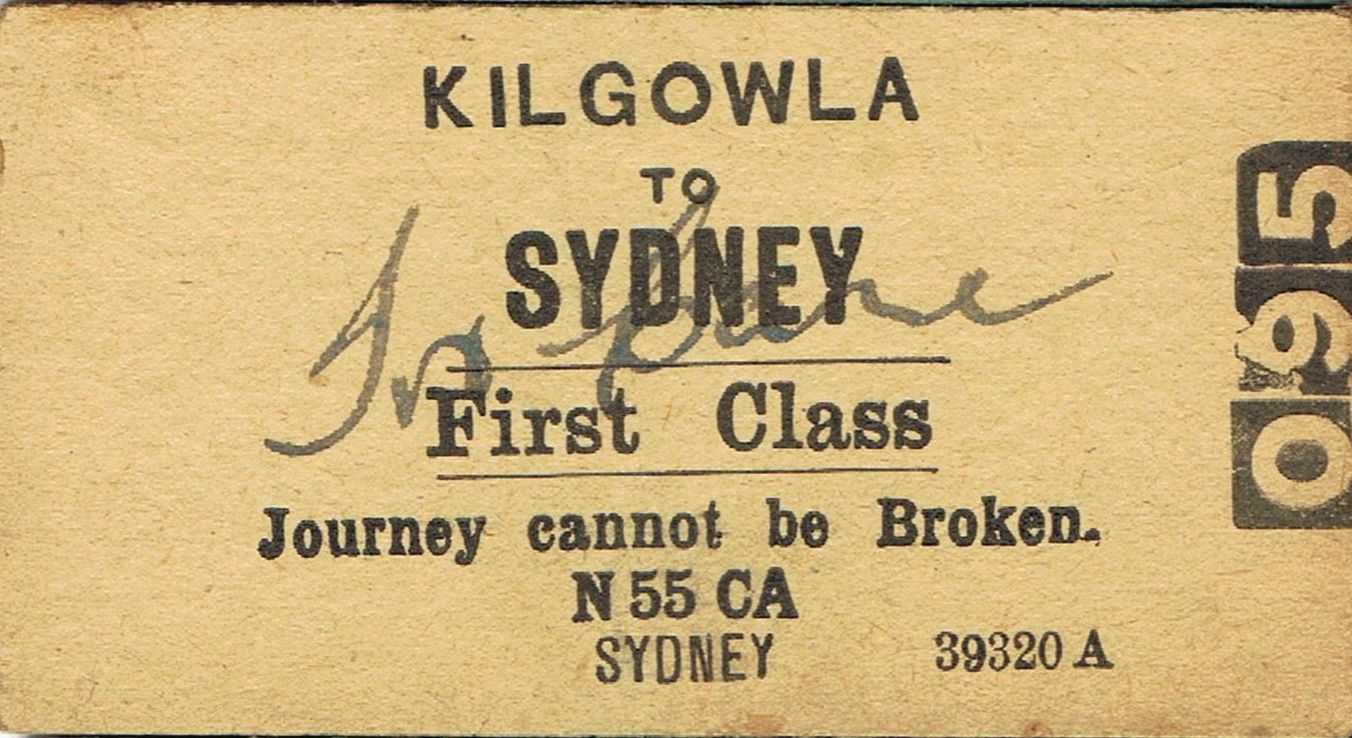 KILGOWLA
TO
SYDNEY
First Class
Journey cannot be Broken.
N 55 CA
SYDNEY
39320 A
095